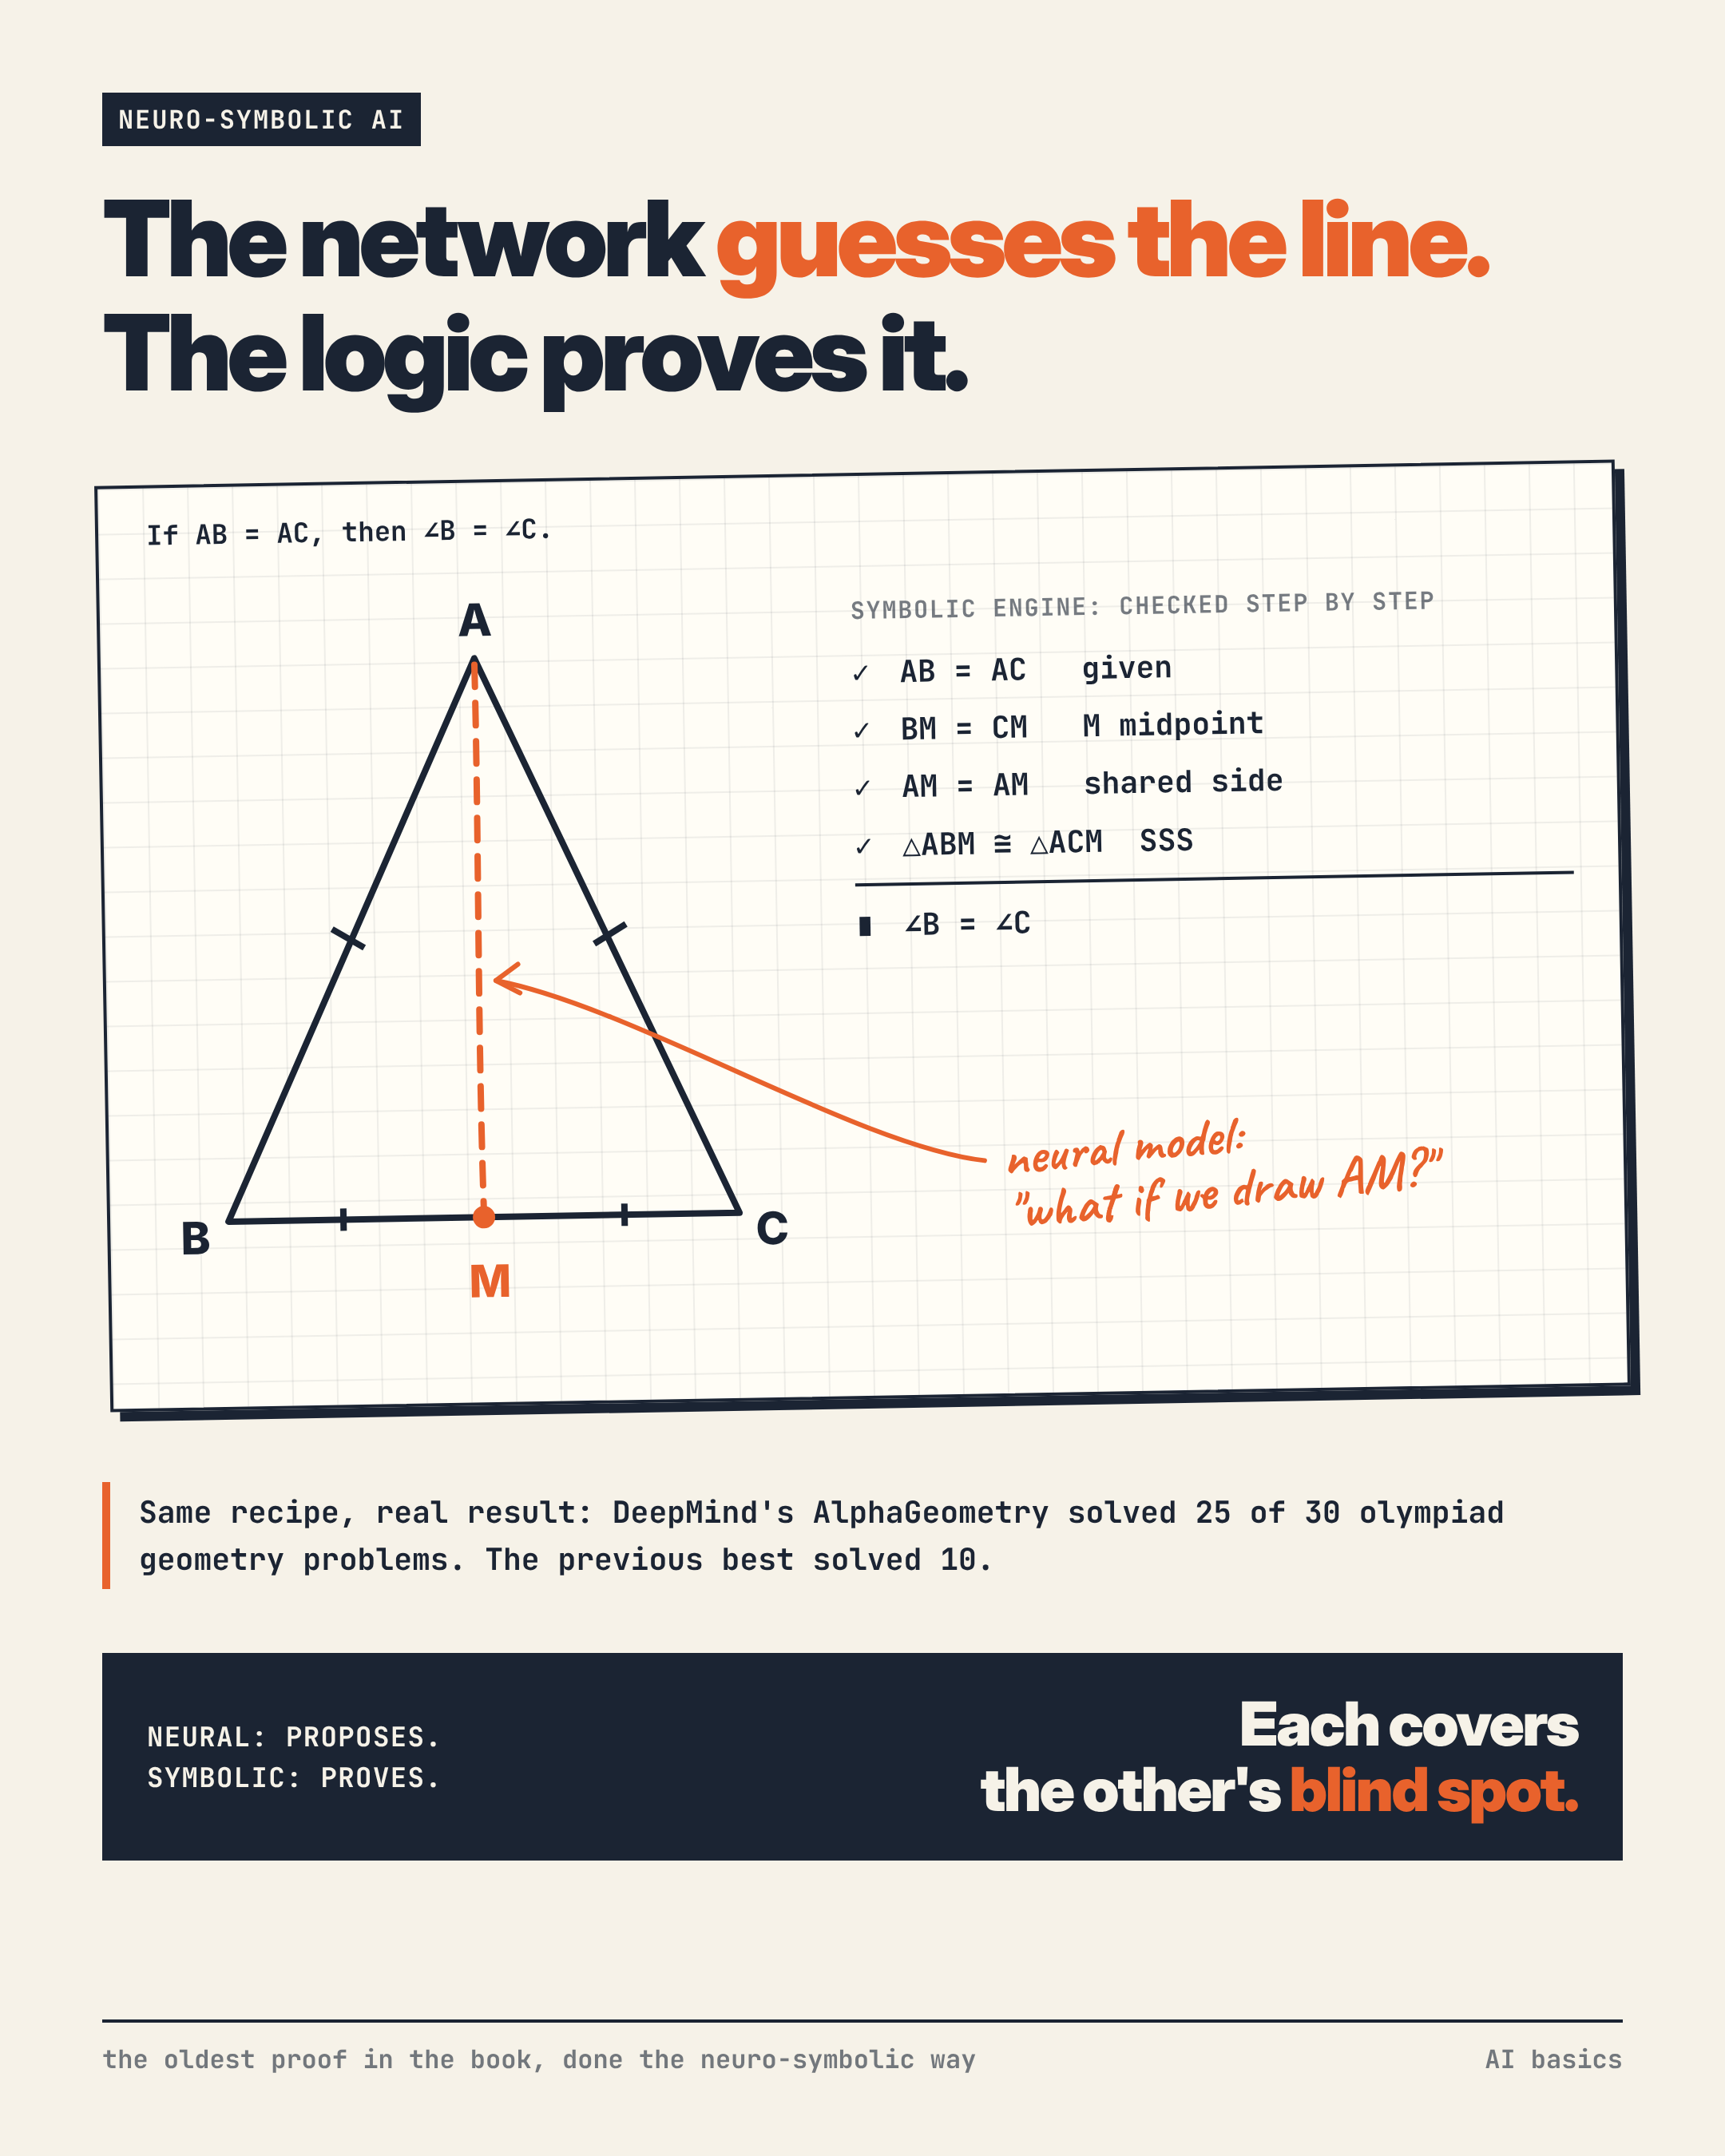 NEURO-SYMBOLIC AI
The network guesses the line.
The logic proves it.
If AB = AC, then ∠B = ∠C.
A
B
C
M
SYMBOLIC ENGINE: CHECKED STEP BY STEP
✓ AB = AC given
✓ BM = CM M midpoint
✓ AM = AM shared side
✓ △ABM ≅ △ACM SSS
∎ ∠B = ∠C
neural model:
"what if we draw AM?"
Same recipe, real result: DeepMind's AlphaGeometry solved 25 of 30 olympiad
geometry problems. The previous best solved 10.
NEURAL: PROPOSES.
SYMBOLIC: PROVES.
Each covers
the other's blind spot.
the oldest proof in the book, done the neuro-symbolic way
AI basics